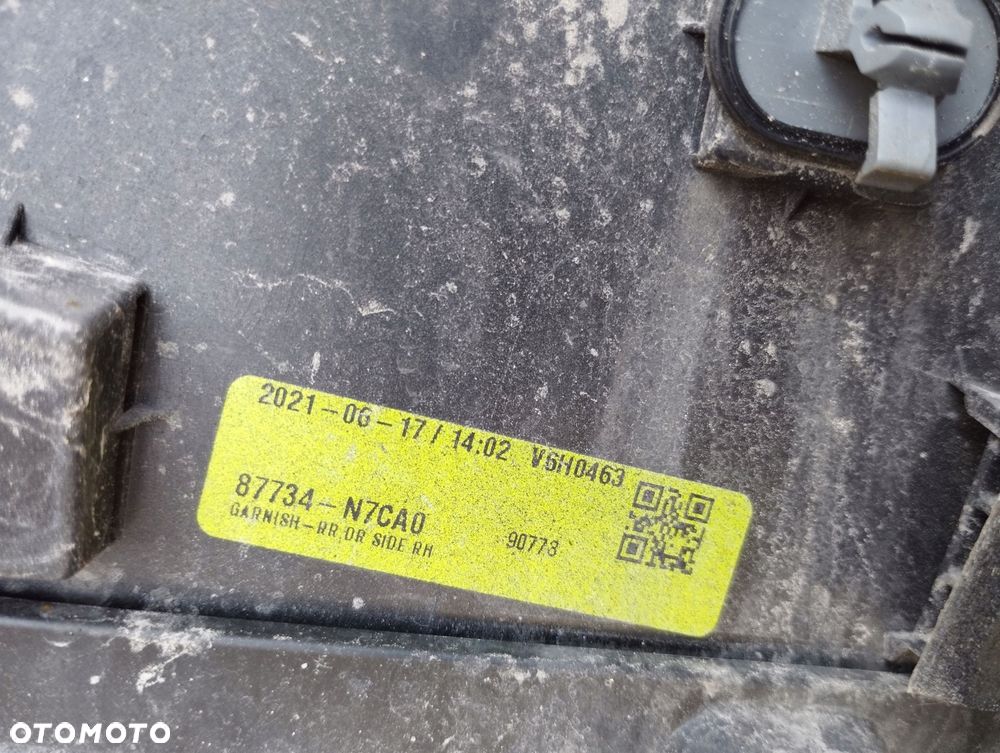 2021-06-17/14:02 V6H0463
87734-N7CA0
GARNISH-RR DR SIDE RH 90773
OTOMOTO